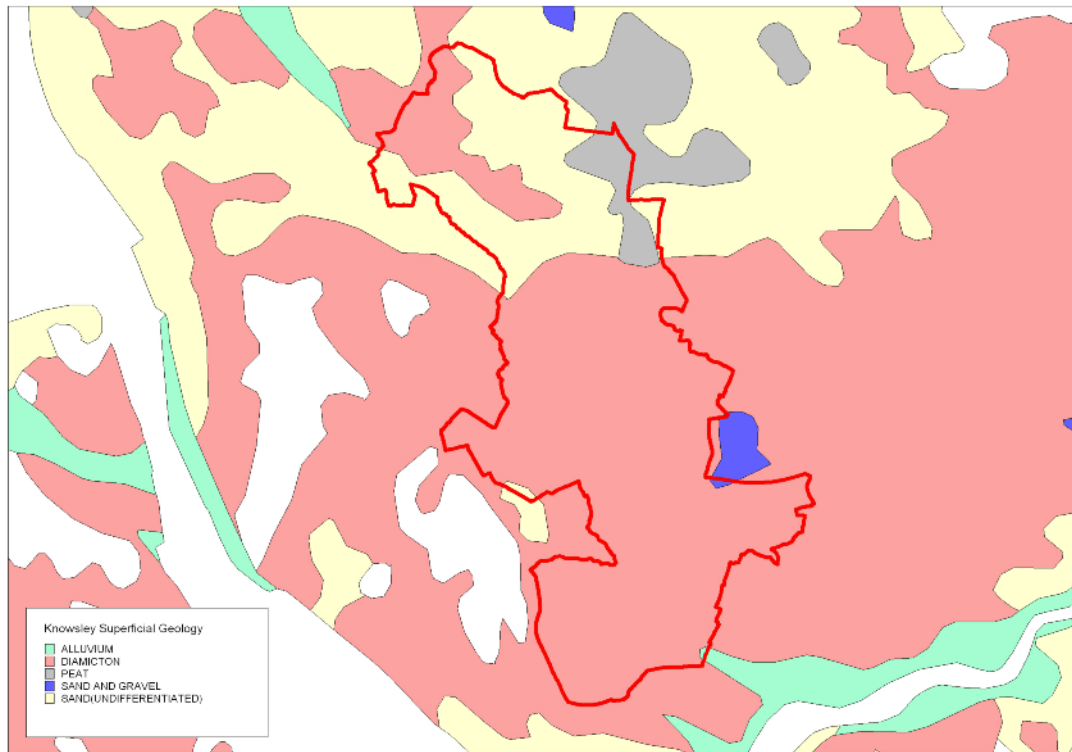 Knowsley Superficial Geology
ALLUVIUM
DIAMICTON
PEAT
SAND AND GRAVEL
SAND(UNDIFFERENTIATED)